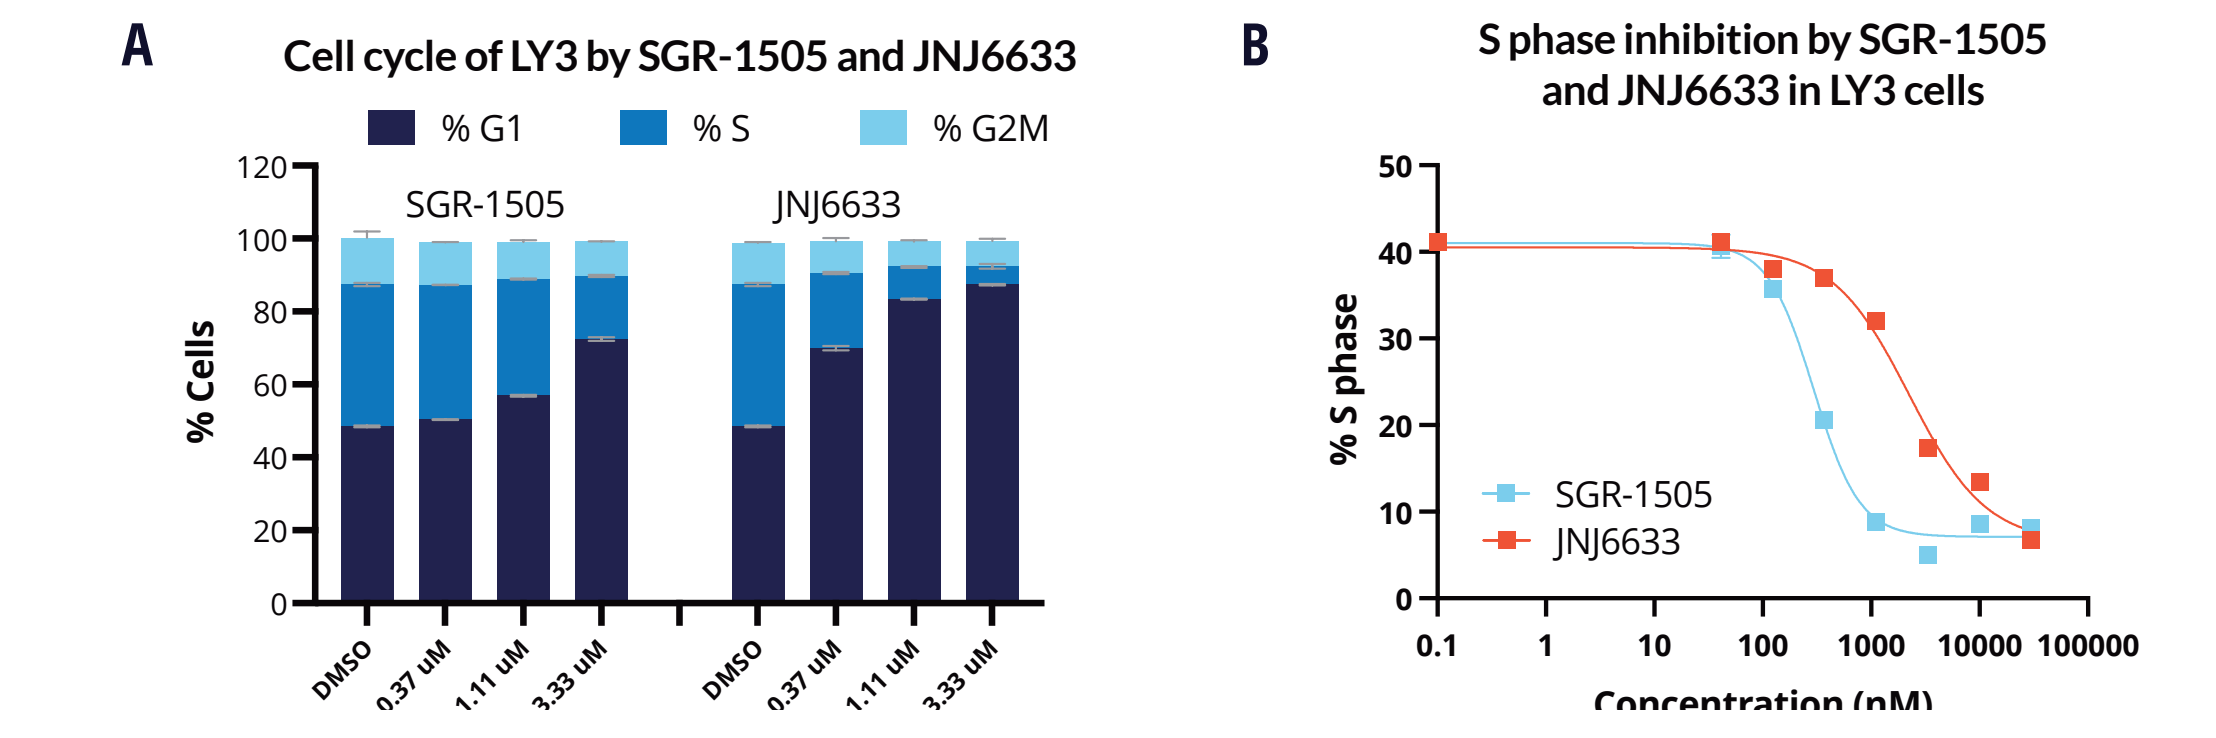 A
Cell cycle of LY3 by SGR-1505 and JNJ6633
% G1
% S
% G2M
% Cells
120
100
80
60
40
20
0
SGR-1505
JNJ6633
DMSO
0.37 uM
1.11 uM
3.33 uM
DMSO
0.37 uM
1.11 uM
3.33 uM
B
S phase inhibition by SGR-1505
and JNJ6633 in LY3 cells
% S phase
50
40
30
20
10
0
SGR-1505
JNJ6633
0.1 1 10 100 1000 10000 100000
Concentration (nM)